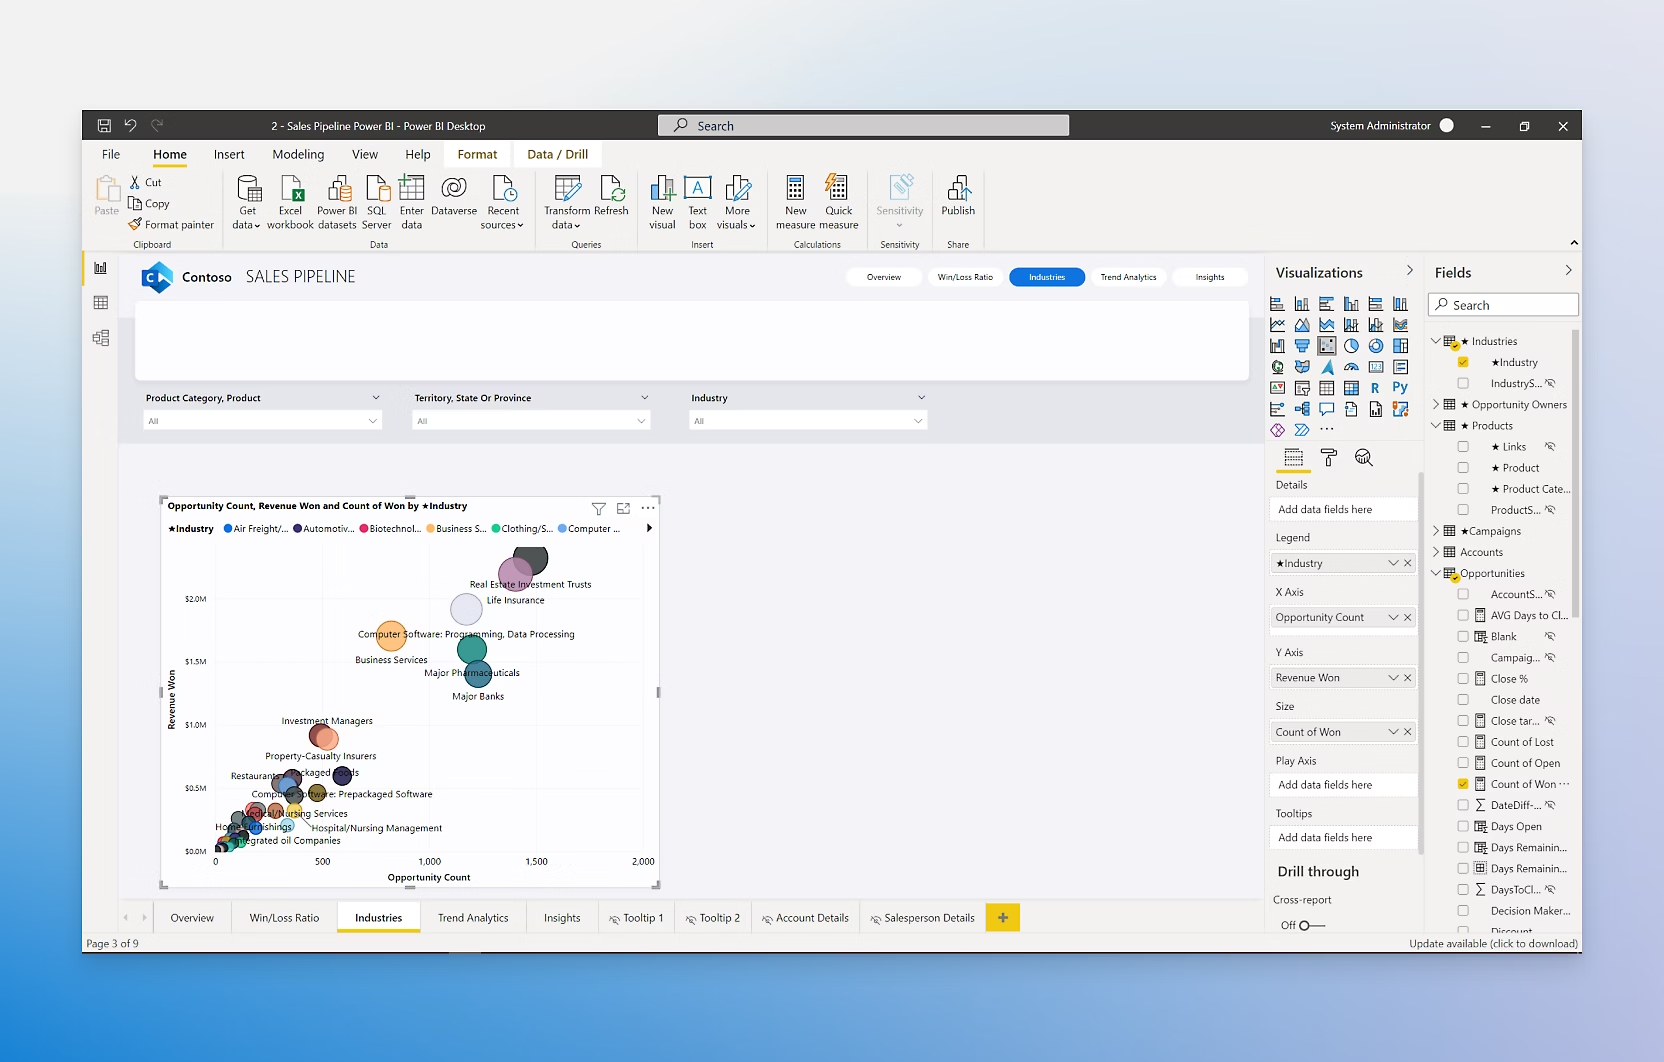 2 - Sales Pipeline Power BI - Power BI Desktop
Search
System Administrator
File Home Insert Modeling View Help Format Data / Drill
Paste
Cut
Copy
Format painter
Clipboard
Get data
Excel workbook
Power BI datasets
SQL Server
Enter data
Dataverse
Recent sources
Data
Transform data
Refresh
Queries
New visual
Text box
More visuals
Insert
New measure
Quick measure
Calculations
Sensitivity
Sensitivity
Publish
Share
Contoso SALES PIPELINE
Overview Win/Loss Ratio Industries Trend Analytics Insights
Product Category, Product
All
Territory, State Or Province
All
Industry
All
Opportunity Count, Revenue Won and Count of Won by ★Industry
★Industry Air Freight/... Automotiv... Biotechnol... Business S... Clothing/S... Computer ...
Real Estate Investment Trusts
Life Insurance
Computer Software: Programming, Data Processing
Business Services
Major Pharmaceuticals
Major Banks
Investment Managers
Property-Casualty Insurers
Restaurants
Packaged Foods
Computer Software: Prepackaged Software
Medical/Nursing Services
Home Furnishings
Hospital/Nursing Management
Integrated oil Companies
$2.0M
$1.5M
$1.0M
$0.5M
$0.0M
Revenue Won
0 500 1,000 1,500 2,000
Opportunity Count
Visualizations
R Py
Details
Add data fields here
Legend
★Industry
X Axis
Opportunity Count
Y Axis
Revenue Won
Size
Count of Won
Play Axis
Add data fields here
Tooltips
Add data fields here
Drill through
Cross-report
Off
Fields
Search
★ Industries
★Industry
IndustryS...
★ Opportunity Owners
★ Products
★ Links
★ Product
★ Product Cate...
ProductS...
★Campaigns
Accounts
Opportunities
AccountS...
AVG Days to Cl...
Blank
Campaig...
Close %
Close date
Close tar...
Count of Lost
Count of Open
Count of Won ...
DateDiff-...
Days Open
Days Remainin...
Days Remainin...
DaysToCl...
Decision Maker...
Discount
Overview Win/Loss Ratio Industries Trend Analytics Insights Tooltip 1 Tooltip 2 Account Details Salesperson Details +
Page 3 of 9
Update available (click to download)